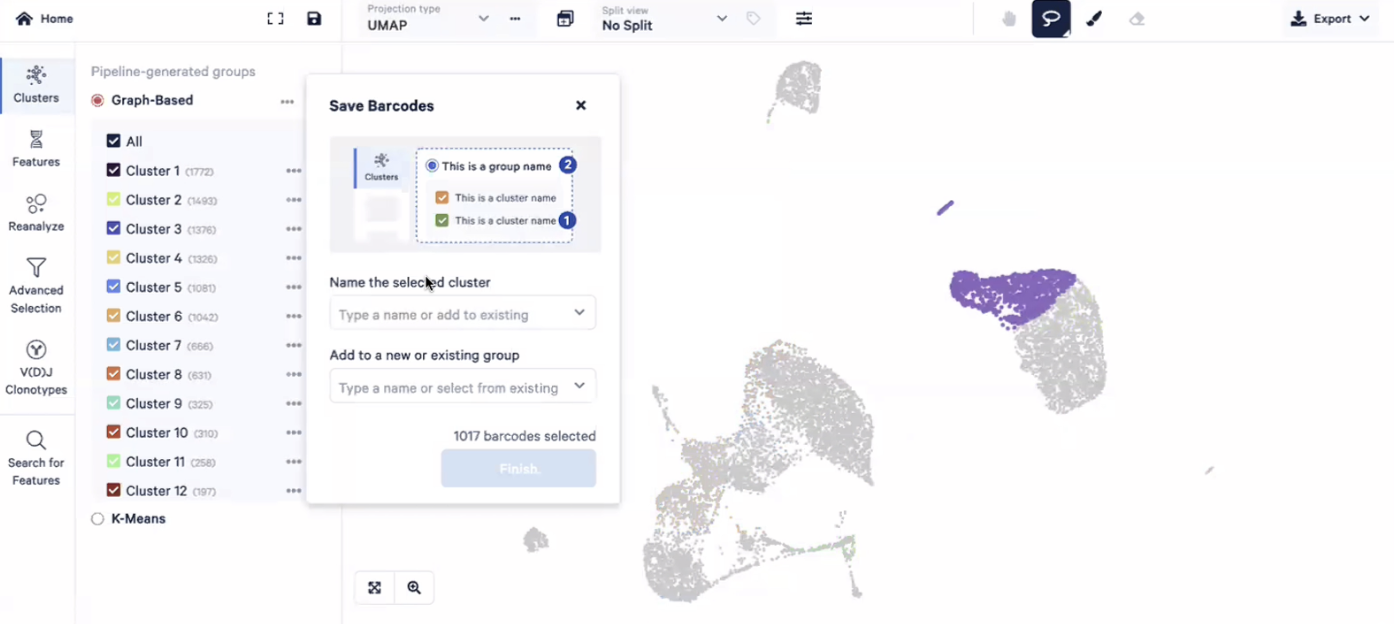 Home
Projection type
UMAP
Split view
No Split
Export
Clusters
Features
Reanalyze
Advanced
Selection
V(D)J
Clonotypes
Search for
Features
Pipeline-generated groups
Graph-Based
All
Cluster 1 (1772)
Cluster 2 (1493)
Cluster 3 (1376)
Cluster 4 (1326)
Cluster 5 (1081)
Cluster 6 (1042)
Cluster 7 (666)
Cluster 8 (631)
Cluster 9 (325)
Cluster 10 (310)
Cluster 11 (258)
Cluster 12 (197)
K-Means
Save Barcodes
Clusters
This is a group name 2
This is a cluster name
This is a cluster name 1
Name the selected cluster
Type a name or add to existing
Add to a new or existing group
Type a name or select from existing
1017 barcodes selected
Finish.